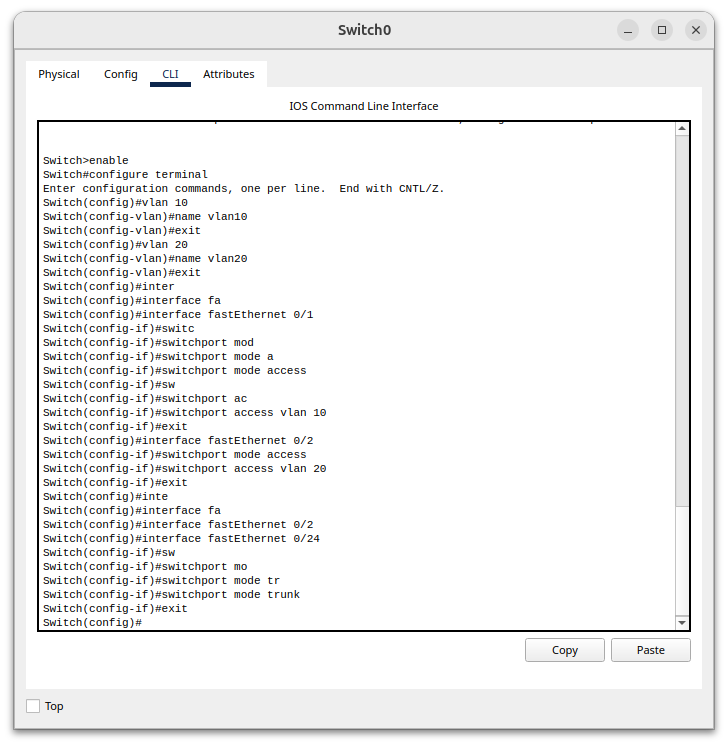 Switch0
Physical Config CLI Attributes
IOS Command Line Interface
Switch>enable
Switch#configure terminal
Enter configuration commands, one per line.  End with CNTL/Z.
Switch(config)#vlan 10
Switch(config-vlan)#name vlan10
Switch(config-vlan)#exit
Switch(config)#vlan 20
Switch(config-vlan)#name vlan20
Switch(config-vlan)#exit
Switch(config)#inter
Switch(config)#interface fa
Switch(config)#interface fastEthernet 0/1
Switch(config-if)#switc
Switch(config-if)#switchport mod
Switch(config-if)#switchport mode a
Switch(config-if)#switchport mode access
Switch(config-if)#sw
Switch(config-if)#switchport ac
Switch(config-if)#switchport access vlan 10
Switch(config-if)#exit
Switch(config)#interface fastEthernet 0/2
Switch(config-if)#switchport mode access
Switch(config-if)#switchport access vlan 20
Switch(config-if)#exit
Switch(config)#inte
Switch(config)#interface fa
Switch(config)#interface fastEthernet 0/2
Switch(config)#interface fastEthernet 0/24
Switch(config-if)#sw
Switch(config-if)#switchport mo
Switch(config-if)#switchport mode tr
Switch(config-if)#switchport mode trunk
Switch(config-if)#exit
Switch(config)#
Copy Paste
Top